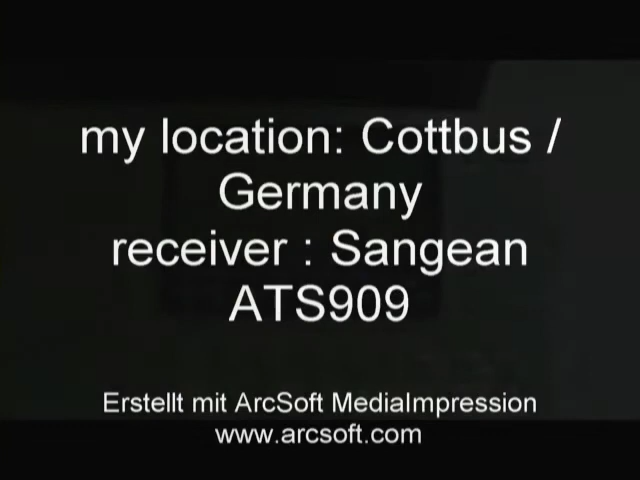 my location: Cottbus /
Germany
receiver : Sangean
ATS909
Erstellt mit ArcSoft MediaImpression
www.arcsoft.com